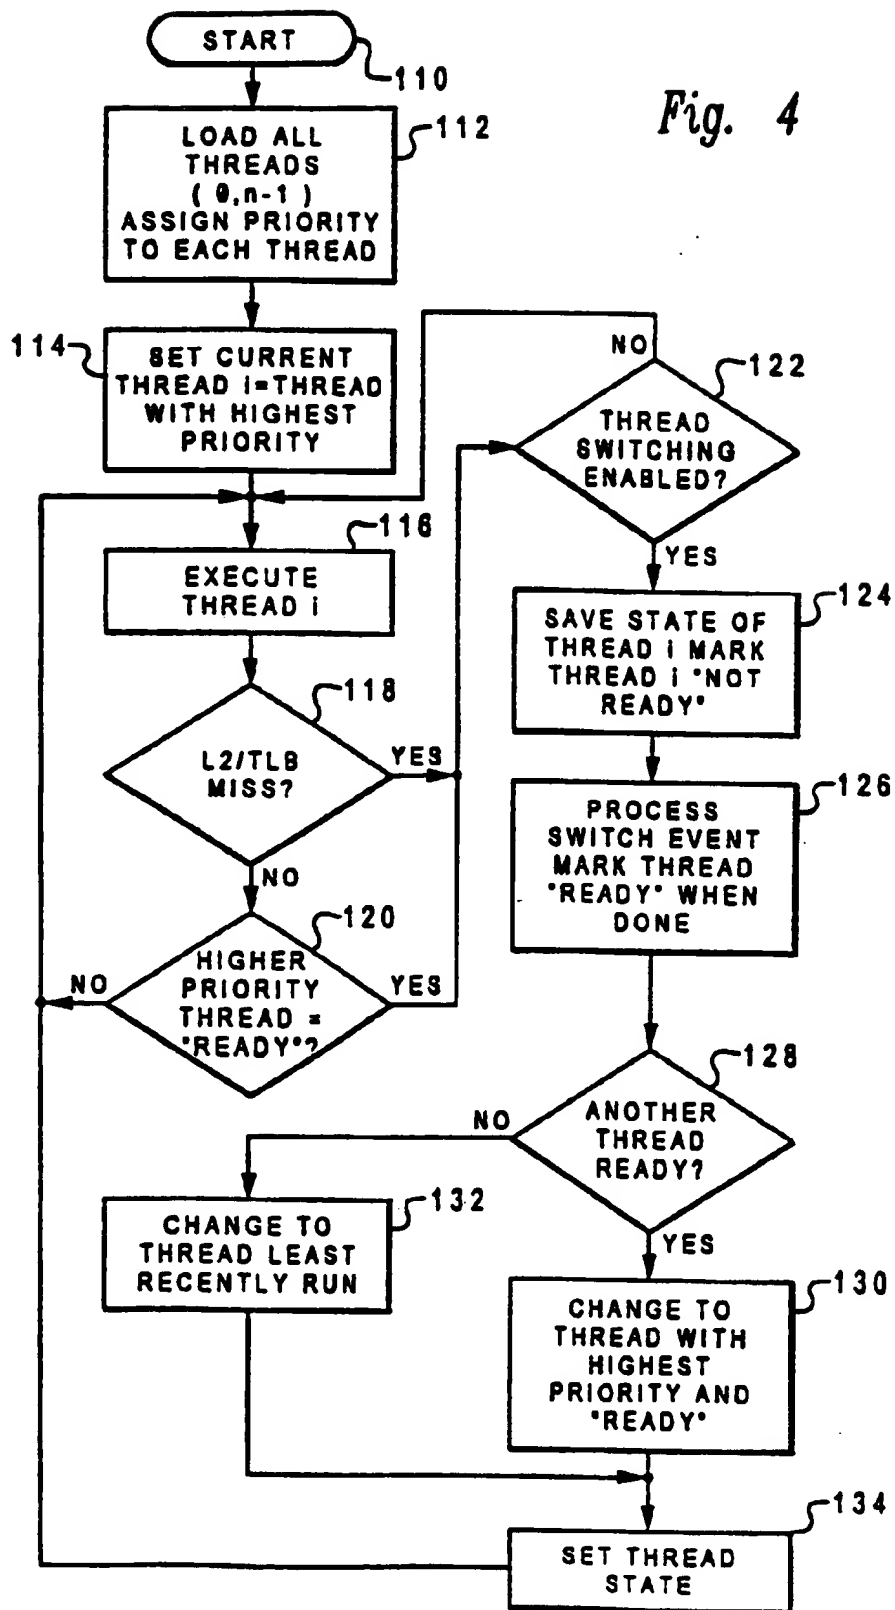 START
110
Fig. 4
LOAD ALL
THREADS
( 0,n-1 )
ASSIGN PRIORITY
TO EACH THREAD
112
114
SET CURRENT
THREAD i=THREAD
WITH HIGHEST
PRIORITY
NO
122
THREAD
SWITCHING
ENABLED?
116
EXECUTE
THREAD i
YES
124
SAVE STATE OF
THREAD i MARK
THREAD i "NOT
READY"
118
L2/TLB
MISS?
YES
NO
126
PROCESS
SWITCH EVENT
MARK THREAD
"READY" WHEN
DONE
120
HIGHER
PRIORITY
THREAD =
"READY"?
NO
YES
128
ANOTHER
THREAD
READY?
NO
YES
132
CHANGE TO
THREAD LEAST
RECENTLY RUN
130
CHANGE TO
THREAD WITH
HIGHEST
PRIORITY AND
"READY"
134
SET THREAD
STATE